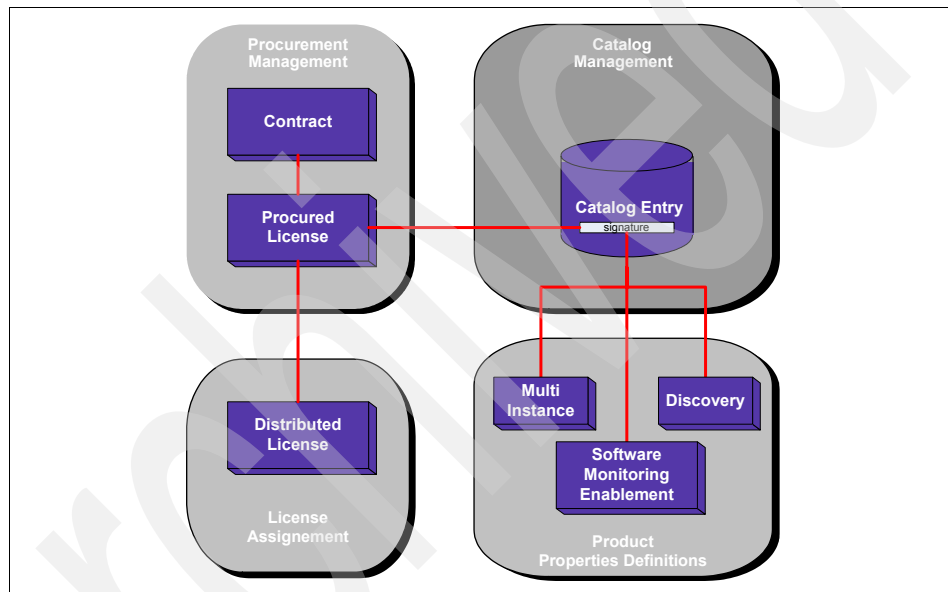 Procurement
Management
Contract
Procured
License
Catalog
Management
Catalog Entry
signature
Distributed
License
License
Assignement
Multi
Instance
Discovery
Software
Monitoring
Enablement
Product
Properties Definitions